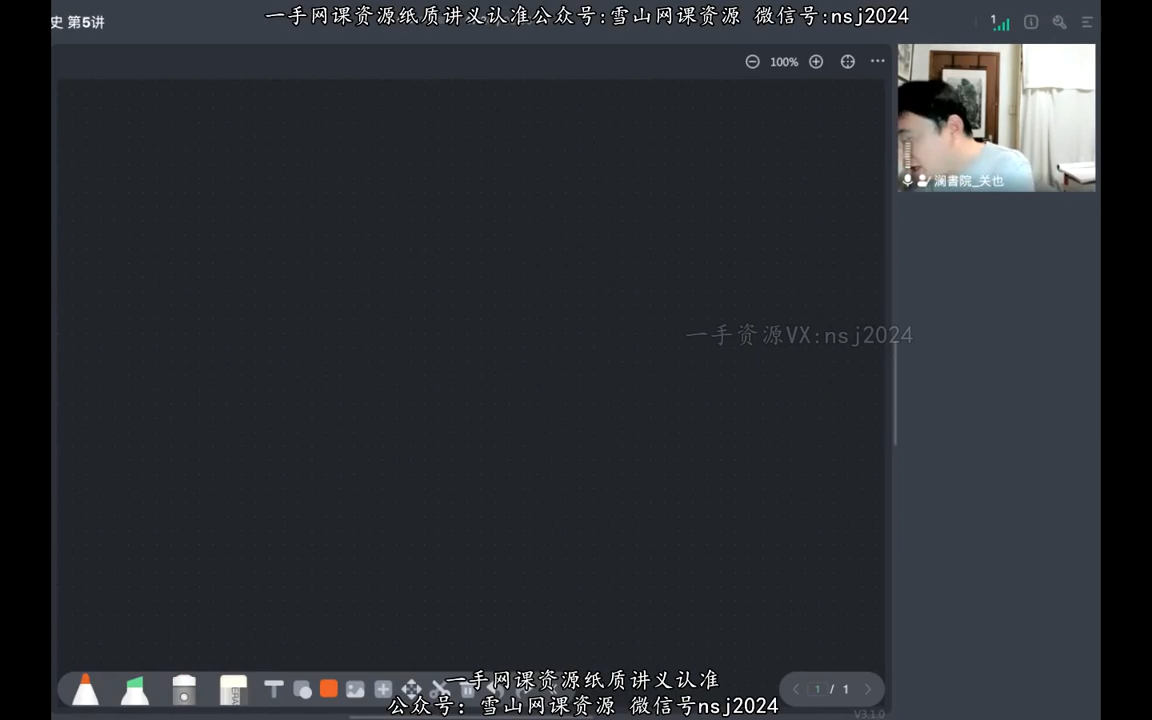 一手网课资源纸质讲义认准公众号:雪山网课资源 微信号:nsj2024
史 第5讲
1
100%
澜書院_关也
一手资源VX:nsj2024
一手网课资源纸质讲义认准
1 / 1
公众号: 雪山网课资源 微信号nsj2024
V3.1.0